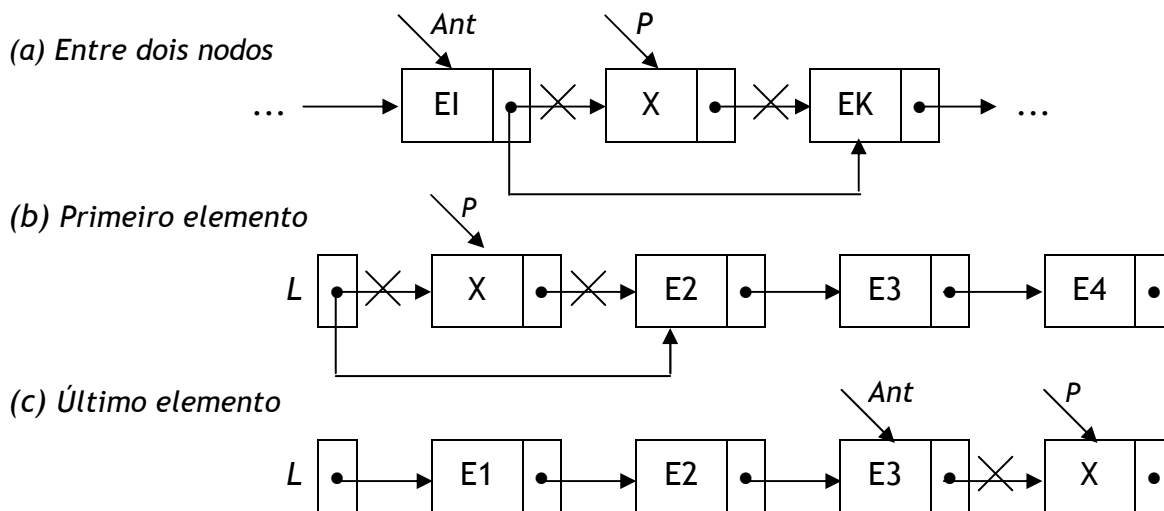 Ant P
(a) Entre dois nodos
... EI X EK ...
P
(b) Primeiro elemento
L X E2 E3 E4
Ant P
(c) Último elemento
L E1 E2 E3 X